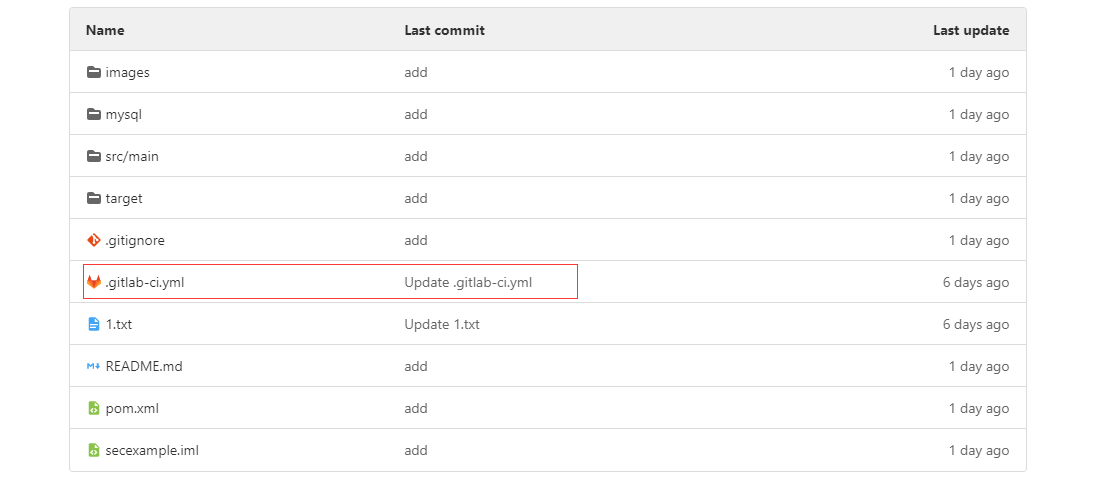 Name Last commit Last update
images add 1 day ago
mysql add 1 day ago
src/main add 1 day ago
target add 1 day ago
.gitignore add 1 day ago
.gitlab-ci.yml Update .gitlab-ci.yml 6 days ago
1.txt Update 1.txt 6 days ago
README.md add 1 day ago
pom.xml add 1 day ago
secexample.iml add 1 day ago